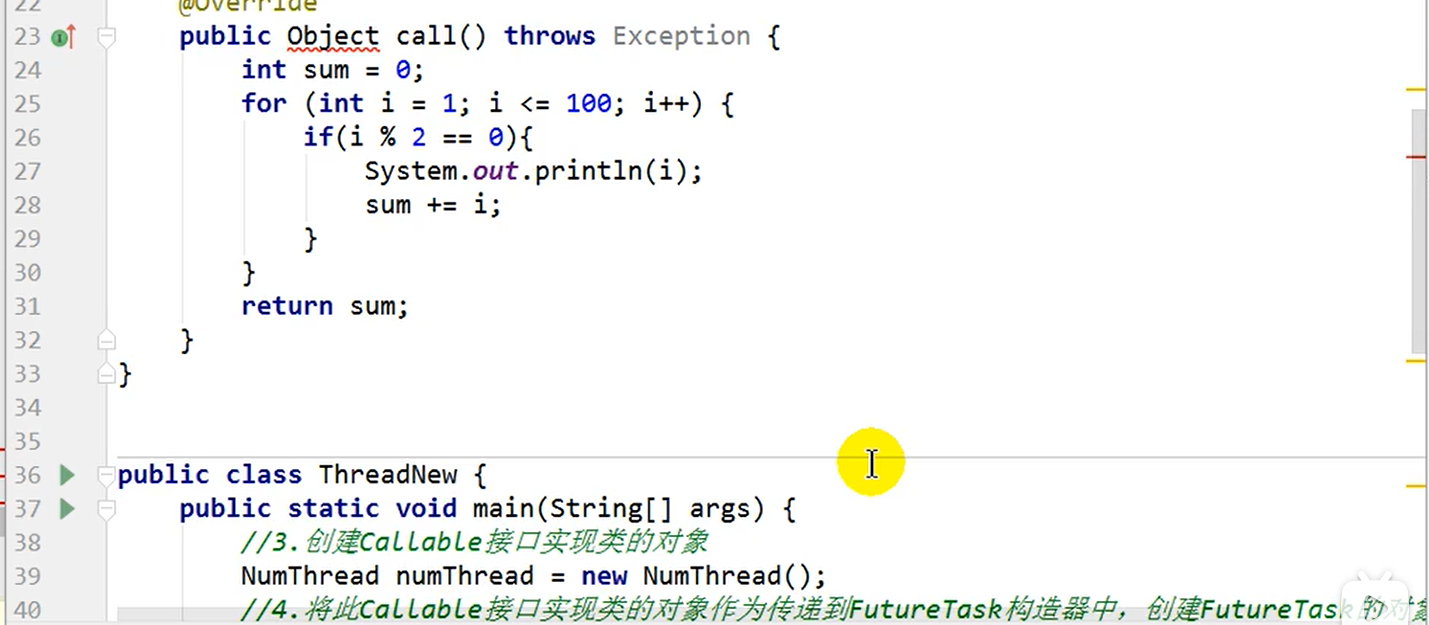 22 @Override
23 public Object call() throws Exception {
24 int sum = 0;
25 for (int i = 1; i <= 100; i++) {
26 if(i % 2 == 0){
27 System.out.println(i);
28 sum += i;
29 }
30 }
31 return sum;
32 }
33 }
34
35
36 public class ThreadNew {
37 public static void main(String[] args) {
38 //3.创建Callable接口实现类的对象
39 NumThread numThread = new NumThread();
40 //4.将此Callable接口实现类的对象作为传递到FutureTask构造器中，创建FutureTask的对象